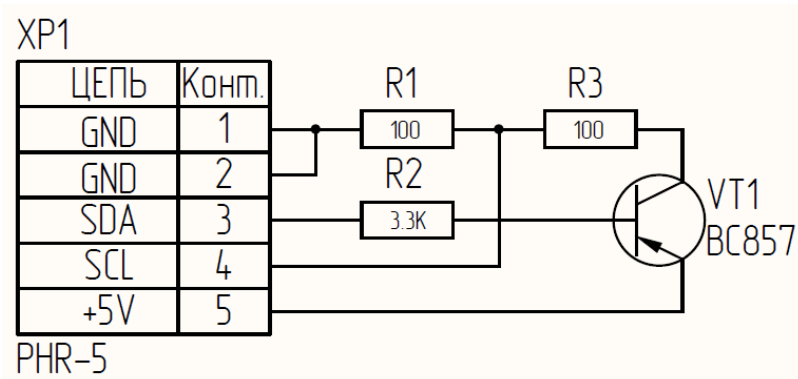 XP1
ЦЕПЬ Конт.
GND 1
GND 2
SDA 3
SCL 4
+5V 5
PHR-5
R1
100
R2
3.3K
R3
100
VT1
BC857